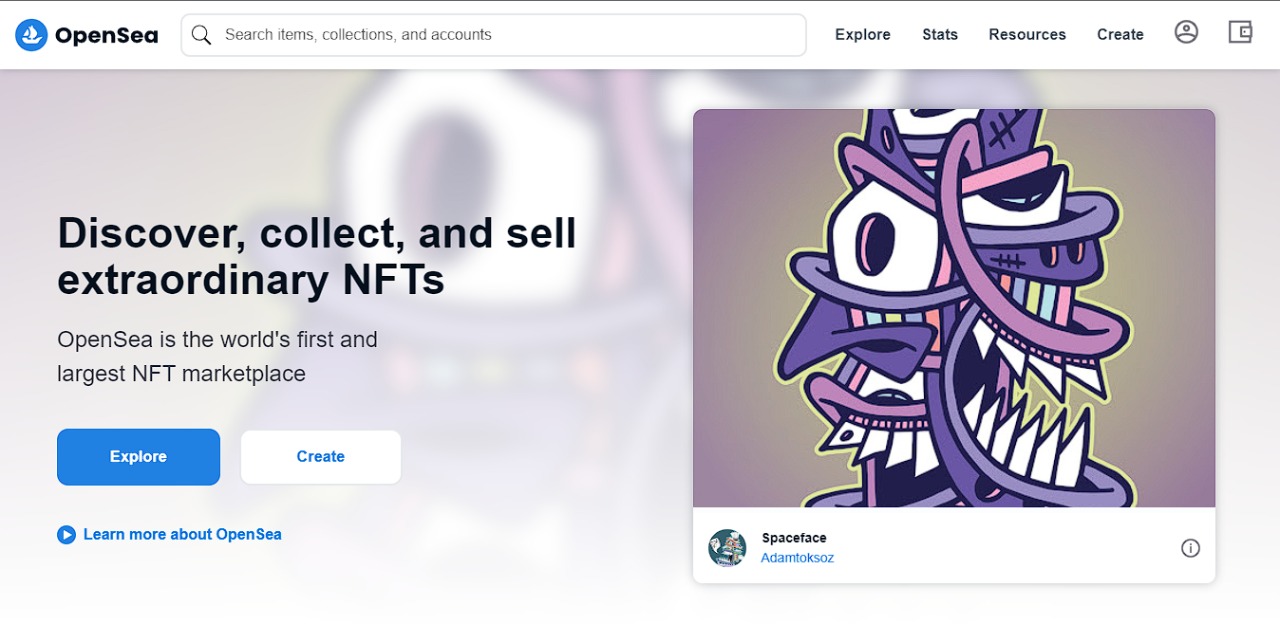 OpenSea
Search items, collections, and accounts
Explore
Stats
Resources
Create
Discover, collect, and sell
extraordinary NFTs
OpenSea is the world's first and
largest NFT marketplace
Explore
Create
Learn more about OpenSea
Spaceface
Adamtoksoz